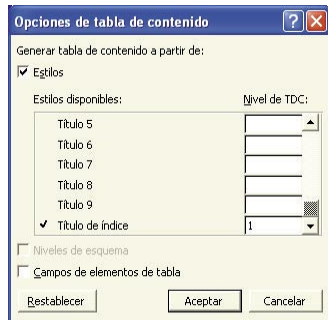 Opciones de tabla de contenido
Generar tabla de contenido a partir de:
Estilos
Estilos disponibles: Nivel de TDC:
Título 5
Título 6
Título 7
Título 8
Título 9
Título de índice 1
Niveles de esquema
Campos de elementos de tabla
Restablecer Aceptar Cancelar